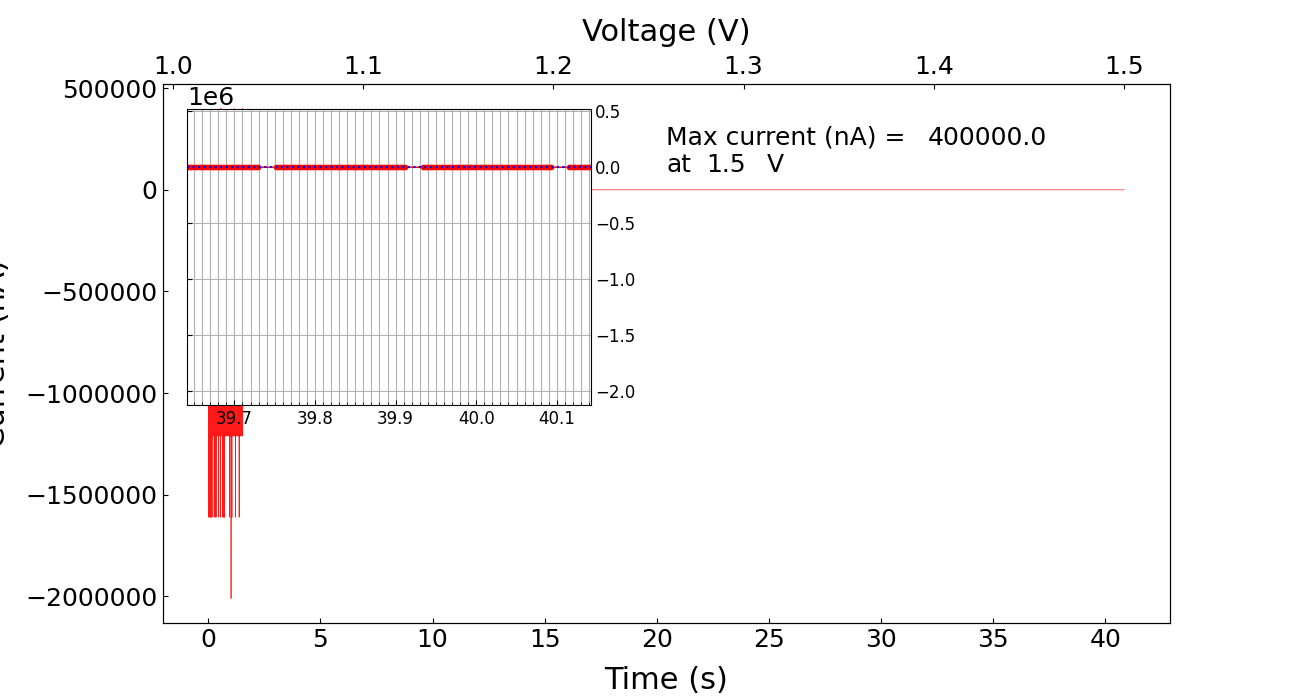 Voltage (V)
1.0 1.1 1.2 1.3 1.4 1.5
500000
0
−500000
−1000000
−1500000
−2000000
1e6
0.5
0.0
−0.5
−1.0
−1.5
−2.0
39.7 39.8 39.9 40.0 40.1
Max current (nA) = 400000.0
at 1.5 V
0 5 10 15 20 25 30 35 40
Time (s)